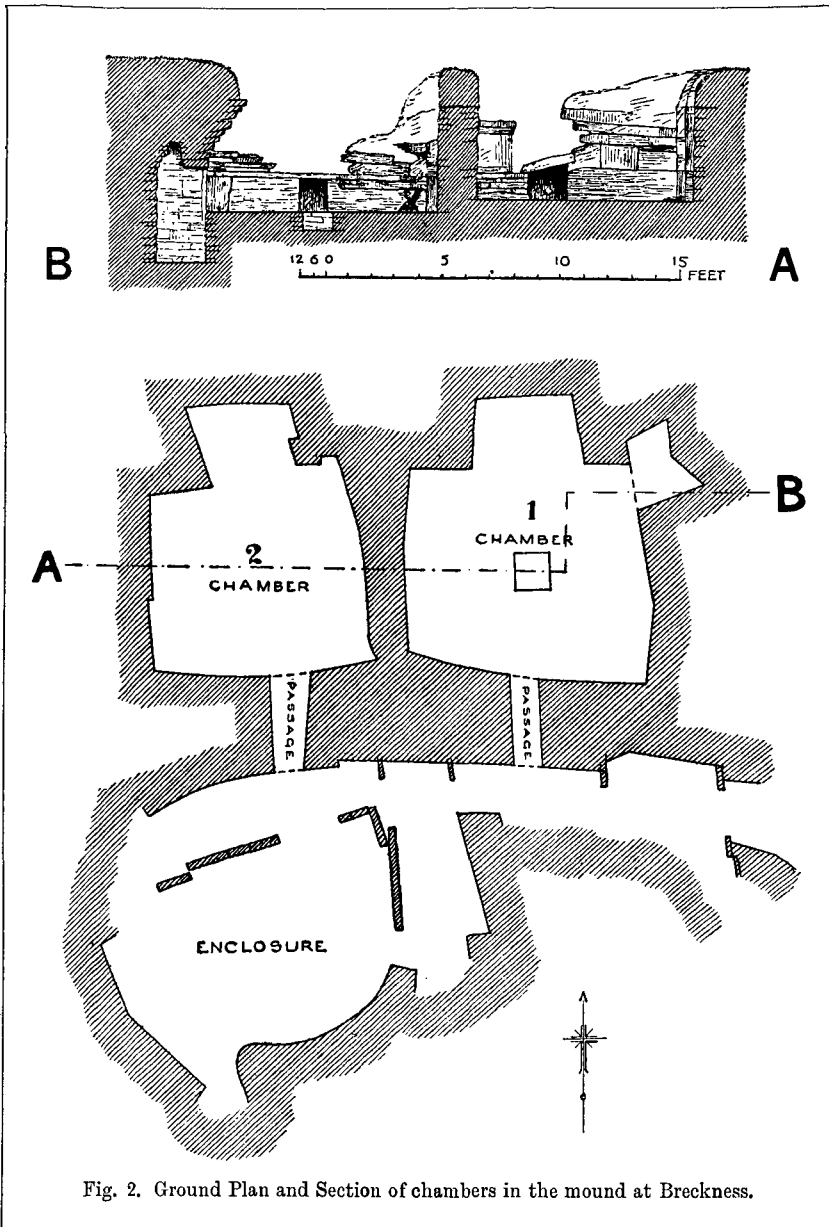 B
12 6 0 5 10 15 FEET
A
1
CHAMBER
B
A
2
CHAMBER
PASSAGE
PASSAGE
ENCLOSURE
Fig. 2. Ground Plan and Section of chambers in the mound at Breckness.